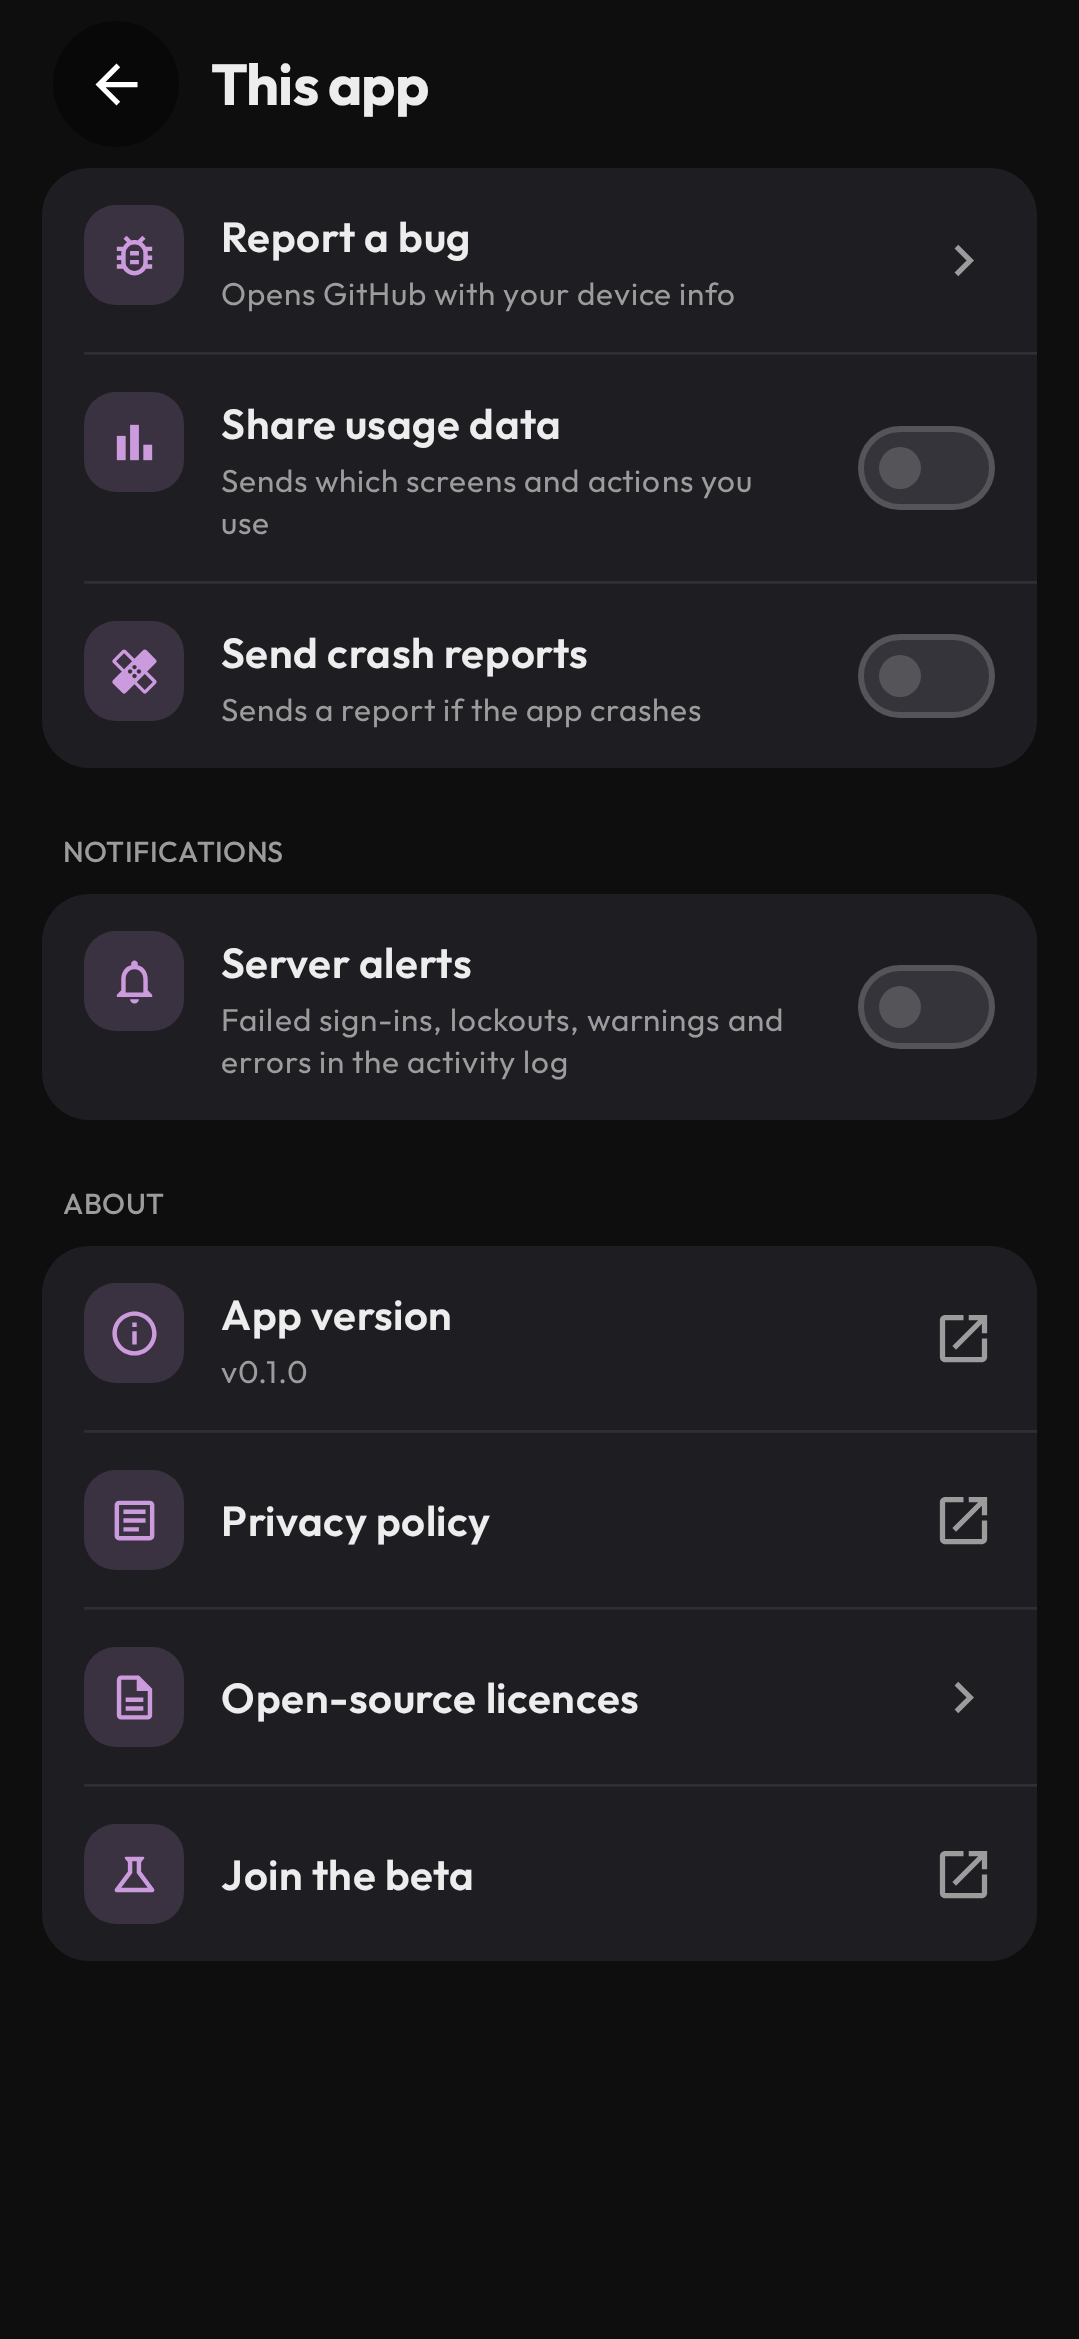 This app
Report a bug
Opens GitHub with your device info
Share usage data
Sends which screens and actions you
use
Send crash reports
Sends a report if the app crashes
NOTIFICATIONS
Server alerts
Failed sign-ins, lockouts, warnings and
errors in the activity log
ABOUT
App version
v0.1.0
Privacy policy
Open-source licences
Join the beta